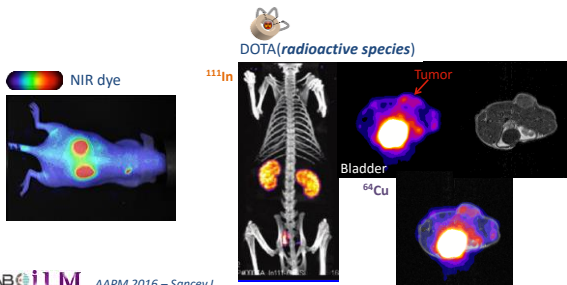 DOTA(radioactive species)
NIR dye
111In
Tumor
Bladder
64Cu
AAPM 2016 – Sancey L